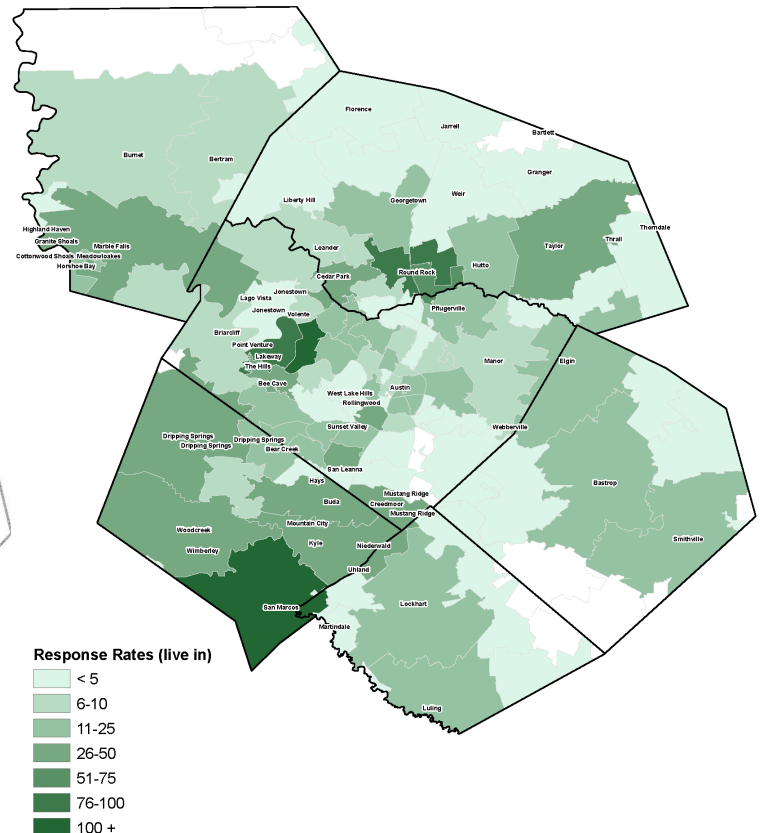 Florence
Jarrell
Bartlett
Burnet
Bertram
Granger
Weir
Liberty Hill
Georgetown
Highland Haven
Thorndale
Granite Shoals
Marble Falls
Leander
Taylor
Thrall
Cottonwood Shoals
Meadowlakes
Horshoe Bay
Cedar Park
Round Rock
Hutto
Jonestown
Lago Vista
Jonestown
Volente
Pflugerville
Briarcliff
Point Venture
Lakeway
The Hills
Manor
Elgin
Bee Cave
West Lake Hills
Austin
Rollingwood
Sunset Valley
Webberville
Dripping Springs
Dripping Springs
Dripping Springs
Bear Creek
San Leanna
Hays
Bastrop
Mustang Ridge
Buda
Creedmoor
Mustang Ridge
Mountain City
Woodcreek
Kyle
Niederwald
Smithville
Wimberley
Uhland
San Marcos
Lockhart
Martindale
Luling
Response Rates (live in)
< 5
6-10
11-25
26-50
51-75
76-100
100 +